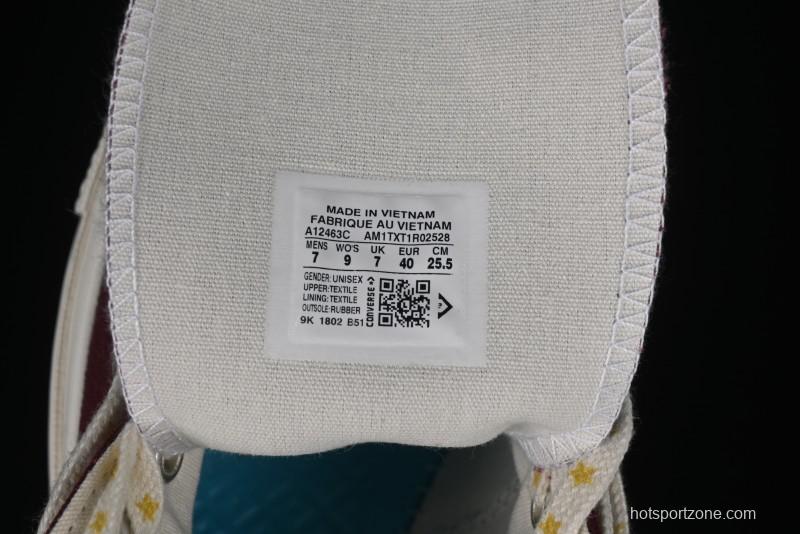 MADE IN VIETNAM
FABRIQUE AU VIETNAM
A12463C AM1TXT1R02528
MENS WO'S UK EUR CM
7 9 7 40 25.5
GENDER: UNISEX
UPPER: TEXTILE
LINING: TEXTILE
OUTSOLE: RUBBER
9K 1802 B51
CONVERSE
hotsportzone.com